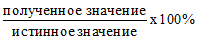 полученное значение
истинное значение
x 100%